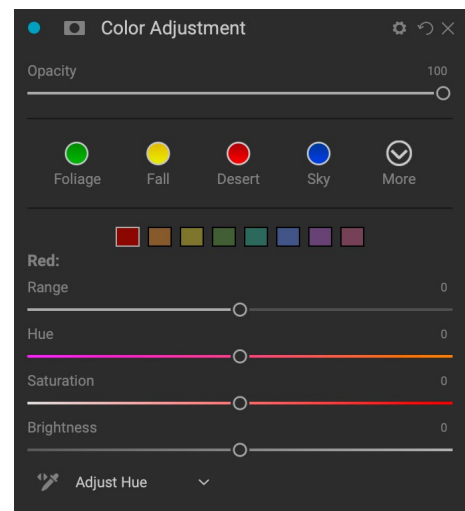 Color Adjustment
Opacity 100
Foliage Fall Desert Sky More
Red:
Range 0
Hue 0
Saturation 0
Brightness 0
Adjust Hue